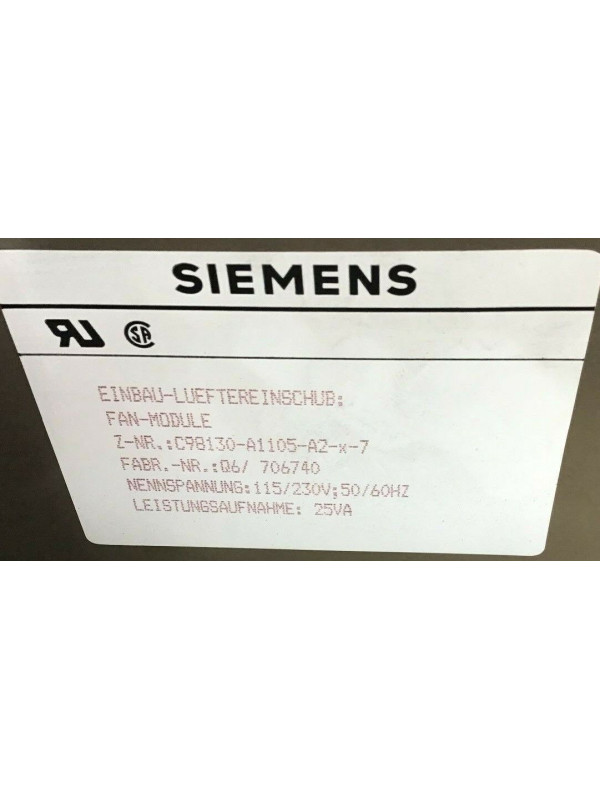 SIEMENS
EINBAU-LUEFTEREINSCHUB:
FAN-MODULE
Z-NR.:C98130-A1105-A2-x-7
FABR.-NR.:Q6/ 706740
NENNSPANNUNG:115/230V;50/60HZ
LEISTUNGSAUFNAHME: 25VA